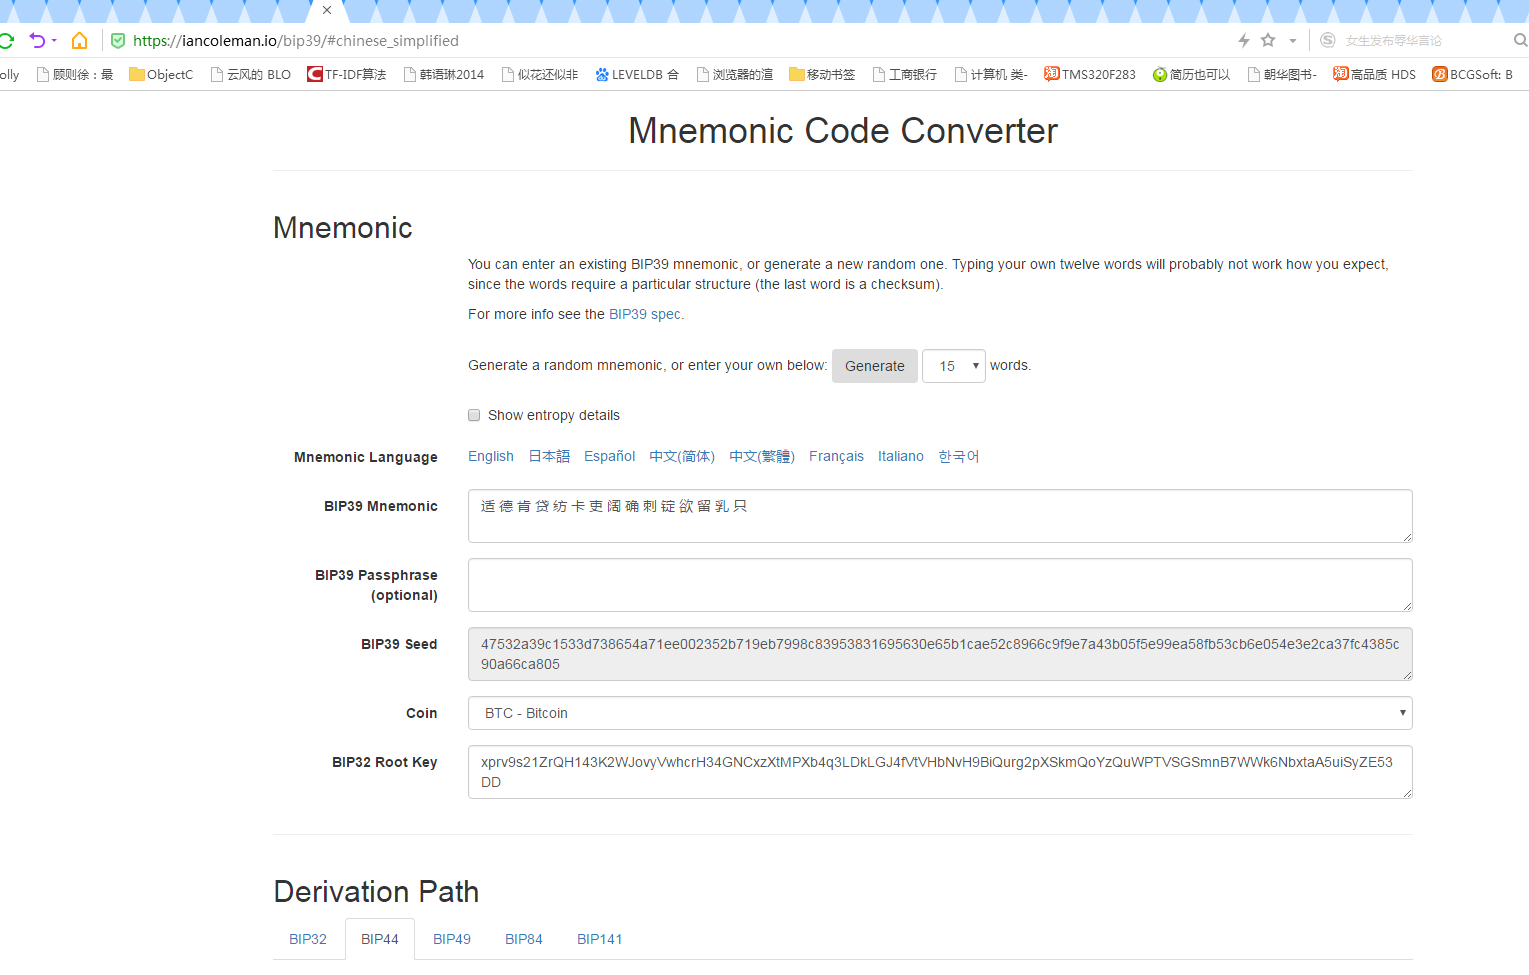 https://iancoleman.io/bip39/#chinese_simplified 女生发布辱华言论
olly 顾则徐：最 ObjectC 云风的 BLO TF-IDF算法 韩语琳2014 似花还似非 LEVELDB 合 浏览器的渲 移动书签 工商银行 计算机 类- TMS320F283 简历也可以 朝华图书- 高品质 HDS BCGSoft: B
Mnemonic Code Converter
Mnemonic
You can enter an existing BIP39 mnemonic, or generate a new random one. Typing your own twelve words will probably not work how you expect,
since the words require a particular structure (the last word is a checksum).
For more info see the BIP39 spec.
Generate a random mnemonic, or enter your own below: Generate 15 words.
Show entropy details
Mnemonic Language English 日本語 Español 中文(简体) 中文(繁體) Français Italiano 한국어
BIP39 Mnemonic 适 德 肯 贷 纺 卡 吏 阔 确 刺 锭 欲 留 乳 只
BIP39 Passphrase
(optional)
BIP39 Seed 47532a39c1533d738654a71ee002352b719eb7998c83953831695630e65b1cae52c8966c9f9e7a43b05f5e99ea58fb53cb6e054e3e2ca37fc4385c
90a66ca805
Coin BTC - Bitcoin
BIP32 Root Key xprv9s21ZrQH143K2WJovyVwhcrH34GNCxzXtMPXb4q3LDkLGJ4fVtVHbNvH9BiQurg2pXSkmQoYzQuWPTVSGSmnB7WWk6NbxtaA5uiSyZE53
DD
Derivation Path
BIP32 BIP44 BIP49 BIP84 BIP141